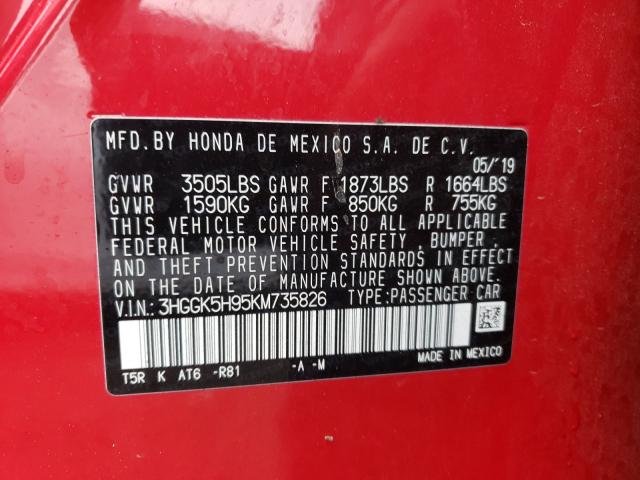 MFD.BY HONDA DE MEXICO S.A. DE C.V.
05/'19
GVWR 3505LBS GAWR F 1873LBS R 1664LBS
GVWR 1590KG GAWR F 850KG R 755KG
THIS VEHICLE CONFORMS TO ALL APPLICABLE
FEDERAL MOTOR VEHICLE SAFETY , BUMPER ,
AND THEFT PREVENTION STANDARDS IN EFFECT
ON THE DATE OF MANUFACTURE SHOWN ABOVE.
V.I.N.: 3HGGK5H95KM735826 TYPE:PASSENGER CAR
T5R K AT6 -R81 -A -M
MADE IN MEXICO